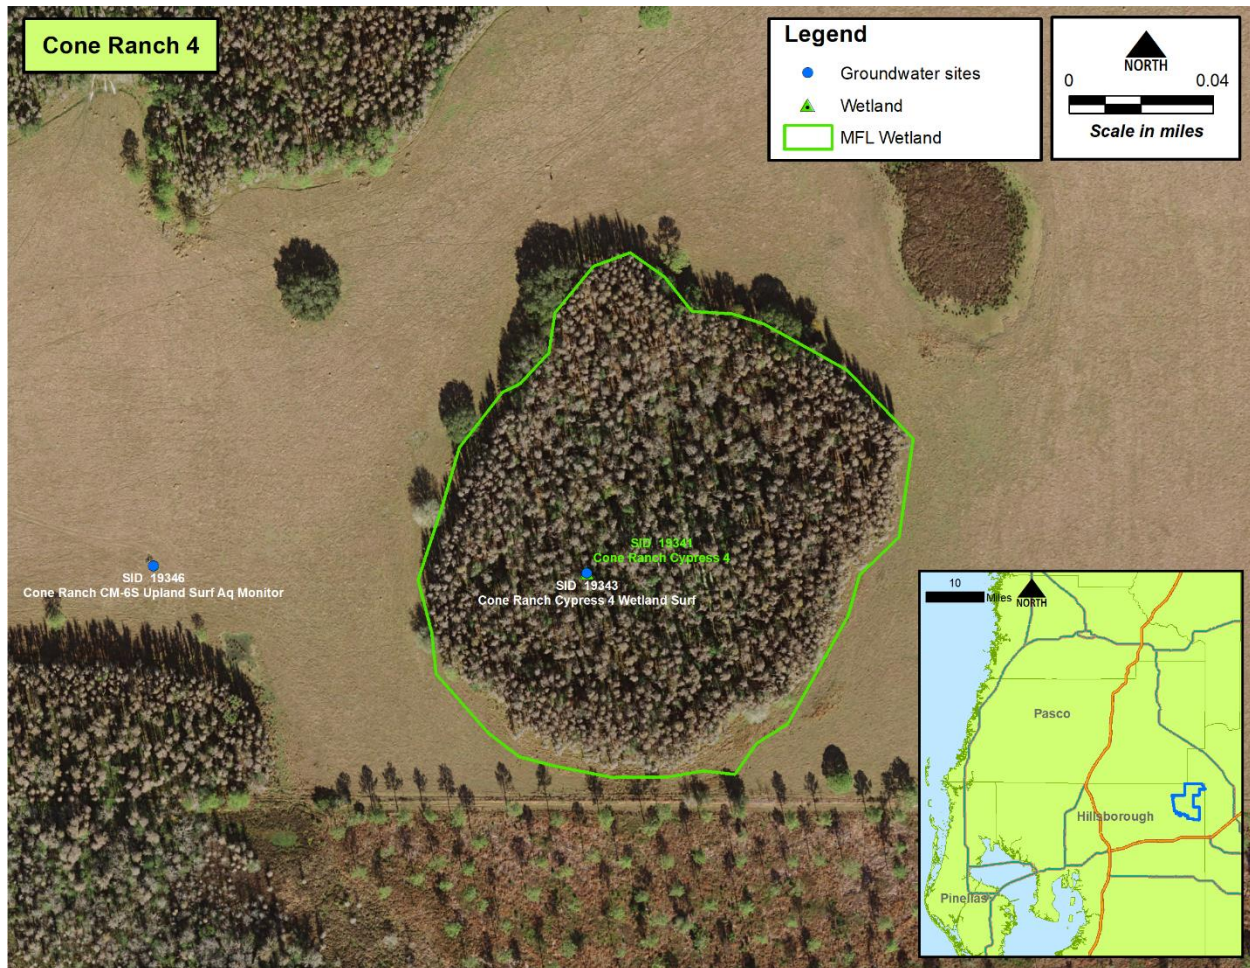 Cone Ranch 4
Legend
Groundwater sites
Wetland
MFL Wetland
NORTH
0 0.04
Scale in miles
SID 19341
Cone Ranch Cypress 4
SID 19343
Cone Ranch Cypress 4 Wetland Surf
SID 19346
Cone Ranch CM-6S Upland Surf Aq Monitor
10
Miles
NORTH
Pasco
Hillsborough
Pinellas